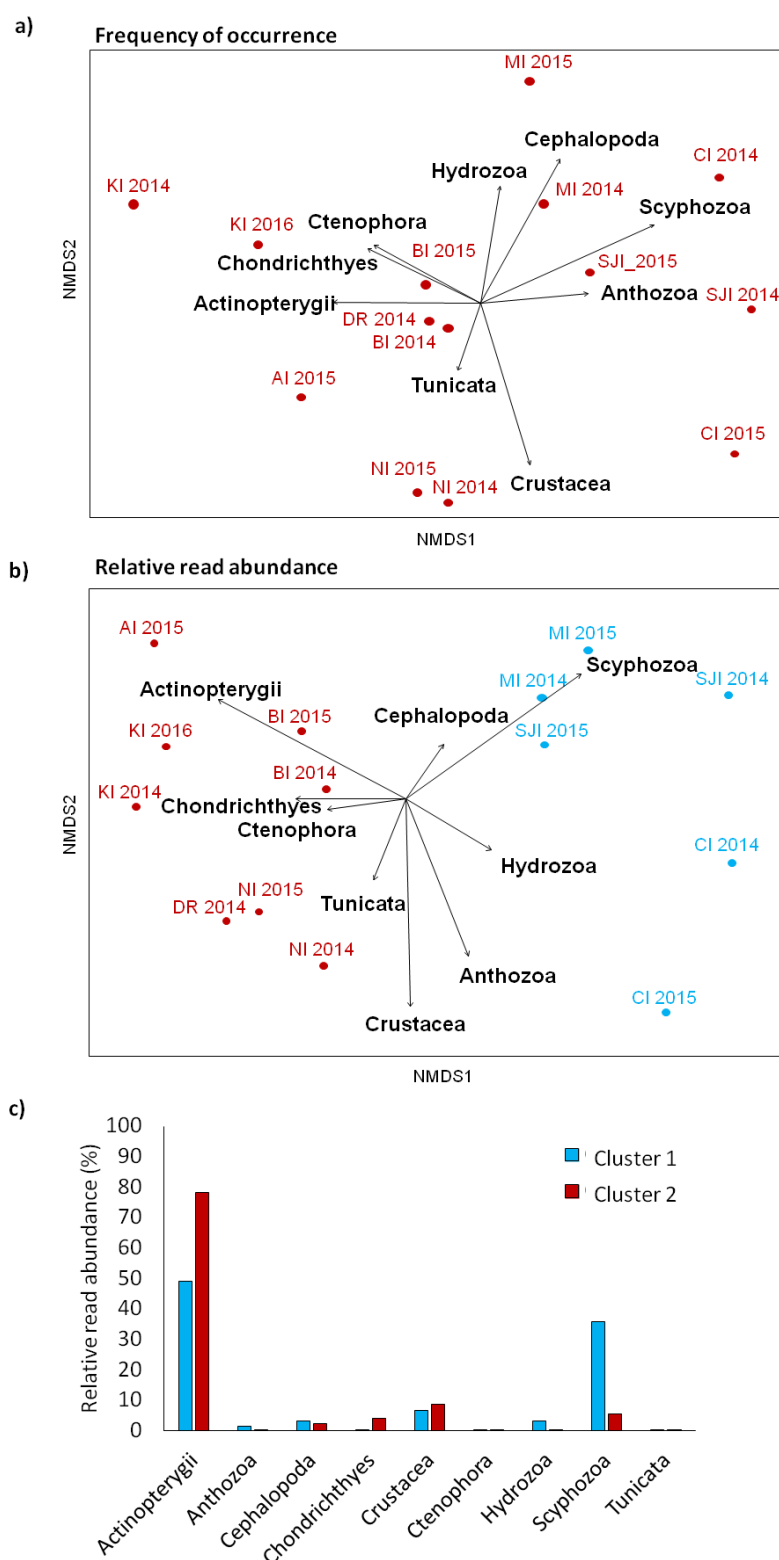 a)
Frequency of occurrence
MI 2015
Cephalopoda
CI 2014
Hydrozoa
KI 2014
MI 2014
Scyphozoa
Ctenophora
KI 2016
BI 2015
Chondrichthyes
SJI_2015
Actinopterygii
Anthozoa
SJI 2014
DR 2014
BI 2014
AI 2015
Tunicata
CI 2015
NI 2015
NI 2014
Crustacea
NMDS2
NMDS1
b)
Relative read abundance
AI 2015
MI 2015
Scyphozoa
Actinopterygii
MI 2014
SJI 2014
Cephalopoda
KI 2016
BI 2015
SJI 2015
BI 2014
KI 2014
Chondrichthyes
Ctenophora
Hydrozoa
CI 2014
NI 2015
Tunicata
DR 2014
NI 2014
Anthozoa
CI 2015
Crustacea
NMDS2
NMDS1
c)
Relative read abundance (%)
100
90
80
70
60
50
40
30
20
10
0
Cluster 1
Cluster 2
Actinopterygii
Anthozoa
Cephalopoda
Chondrichthyes
Crustacea
Ctenophora
Hydrozoa
Scyphozoa
Tunicata